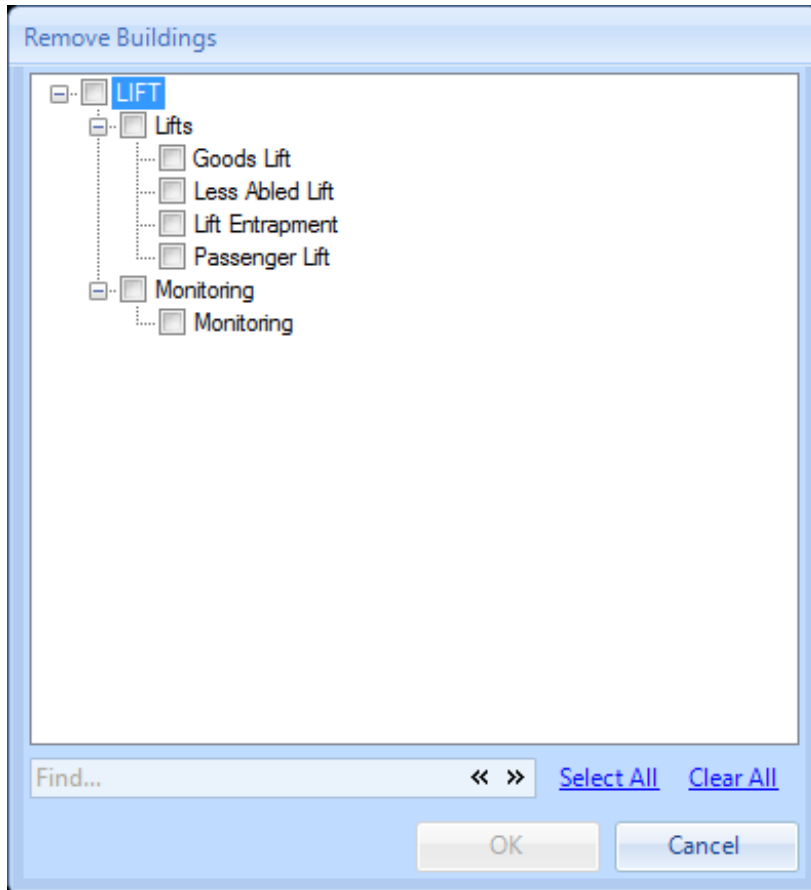 Remove Buildings
LIFT
Lifts
Goods Lift
Less Abled Lift
Lift Entrapment
Passenger Lift
Monitoring
Monitoring
Find... « » Select All Clear All
OK Cancel